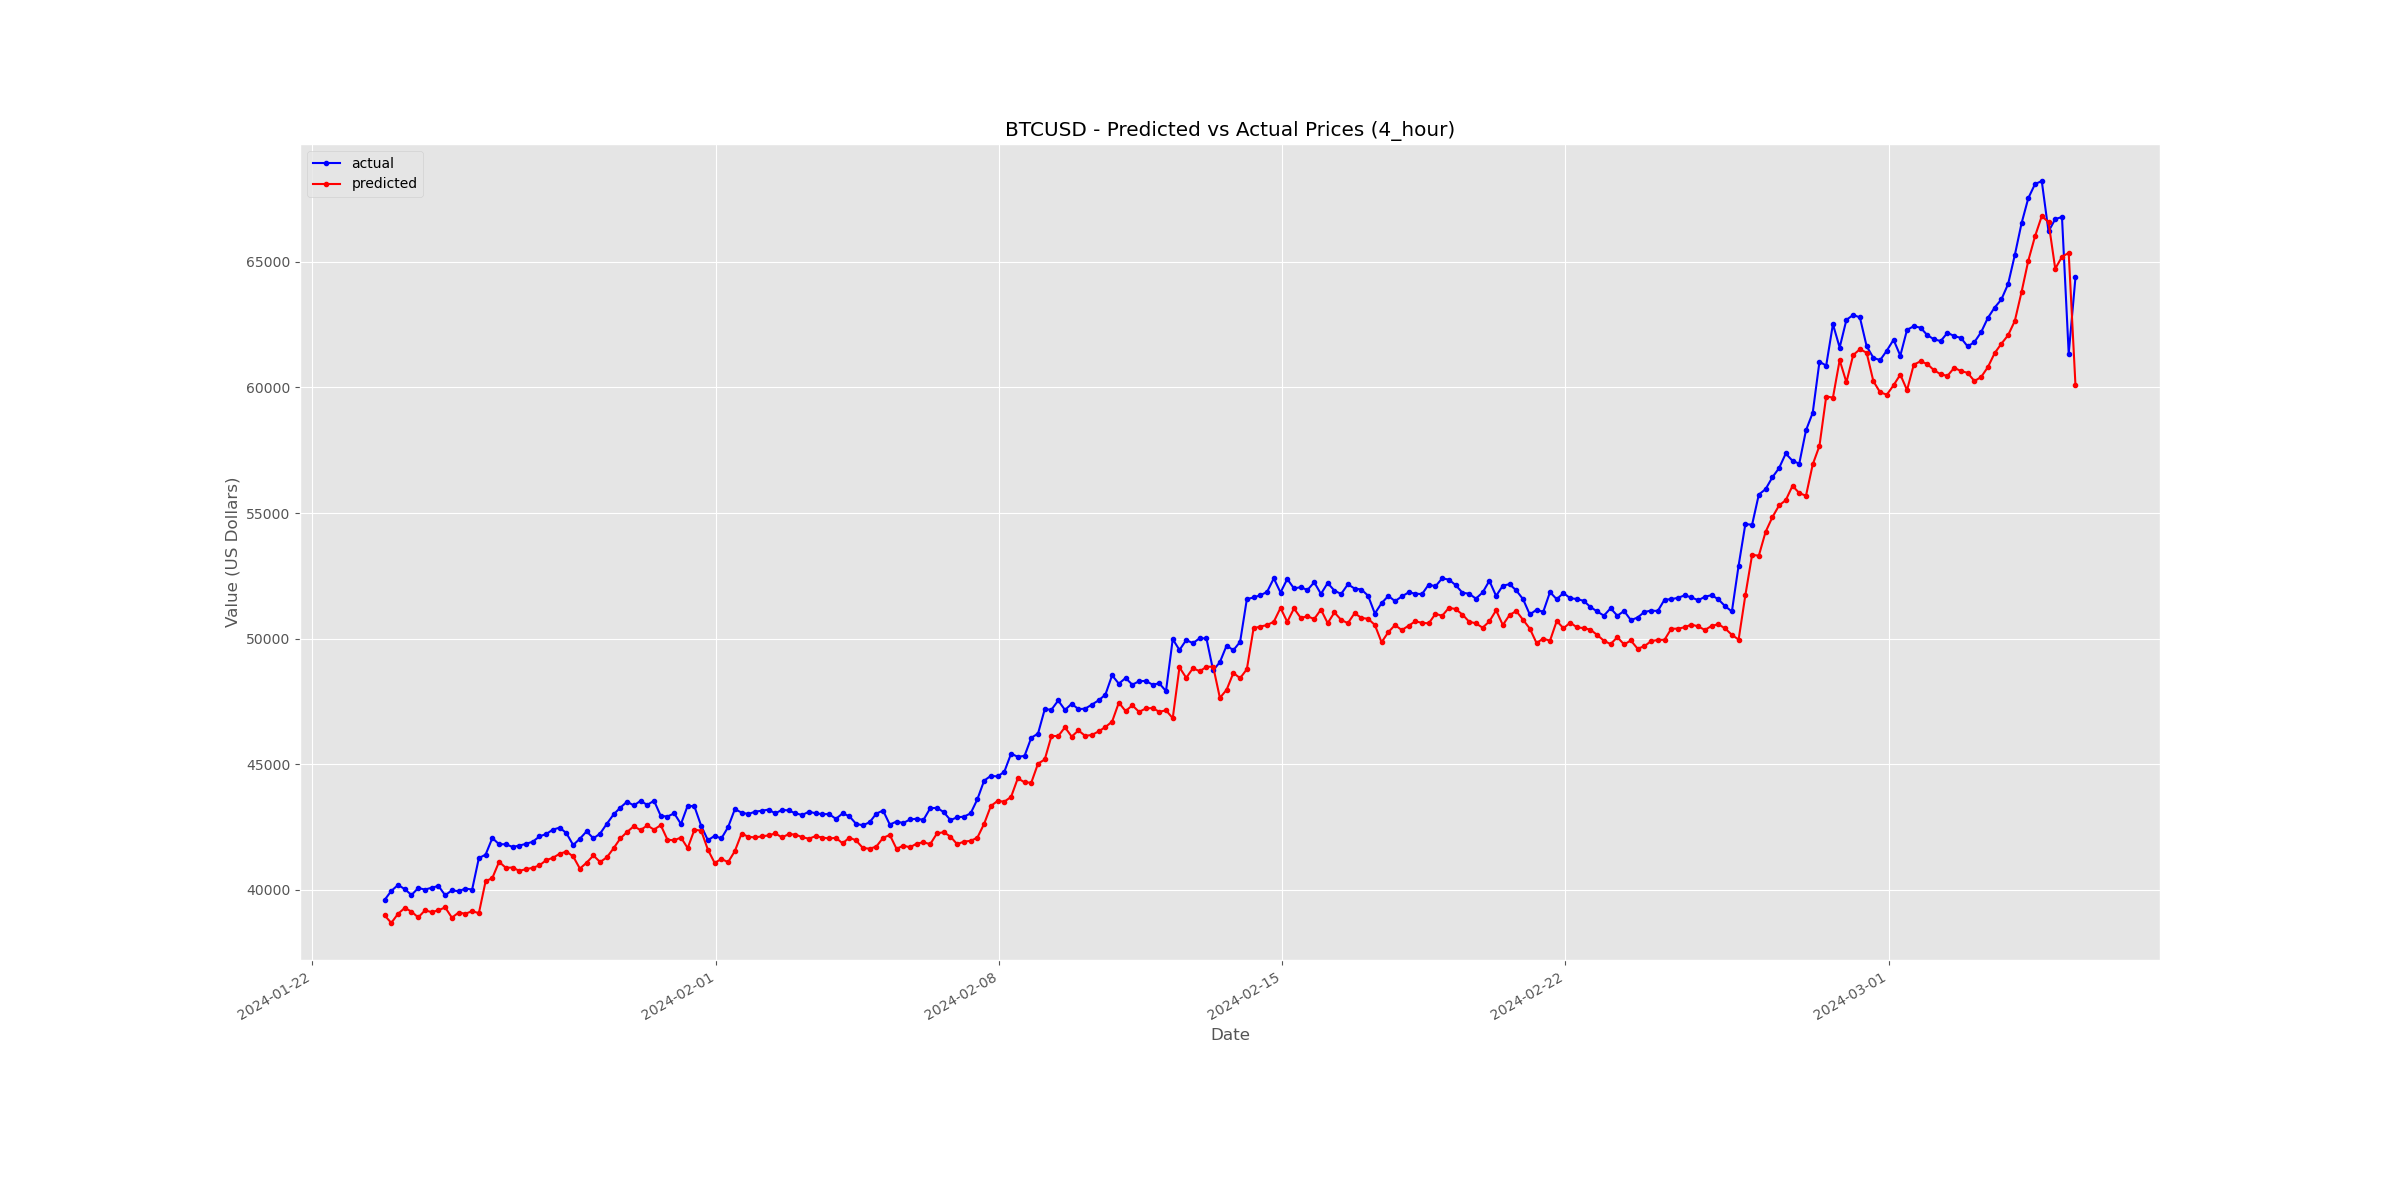 BTCUSD - Predicted vs Actual Prices (4_hour)
actual
predicted
65000
60000
55000
50000
45000
40000
Value (US Dollars)
2024-01-22
2024-02-01
2024-02-08
2024-02-15
2024-02-22
2024-03-01
Date